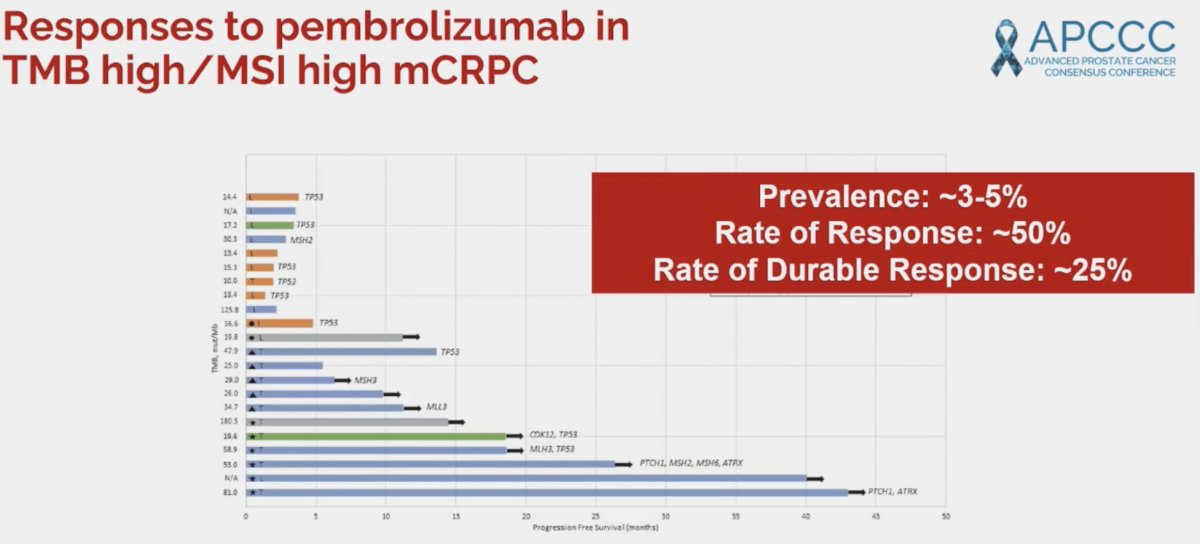 Responses to pembrolizumab in
TMB high/MSI high mCRPC
APCCC
ADVANCED PROSTATE CANCER
CONSENSUS CONFERENCE
Prevalence: ~3-5%
Rate of Response: ~50%
Rate of Durable Response: ~25%
TMB, mut/Mb
14.4 L TP53
N/A L
17.2 L TP53
30.3 L MSH2
13.4 L
15.3 L TP53
10.0 T TP53
13.4 L TP53
125.8 L
16.6 L TP53
19.8 L
47.9 T TP53
25.0 T
29.0 T MSH3
26.0 T
34.7 T MLL3
180.5 T
19.6 T CDK12, TP53
58.9 T MLH3, TP53
53.0 T PTCH1, MSH2, MSH6, ATRX
N/A L
81.0 T PTCH1, ATRX
0 5 10 15 20 25 30 35 40 45 50
Progression Free Survival (months)